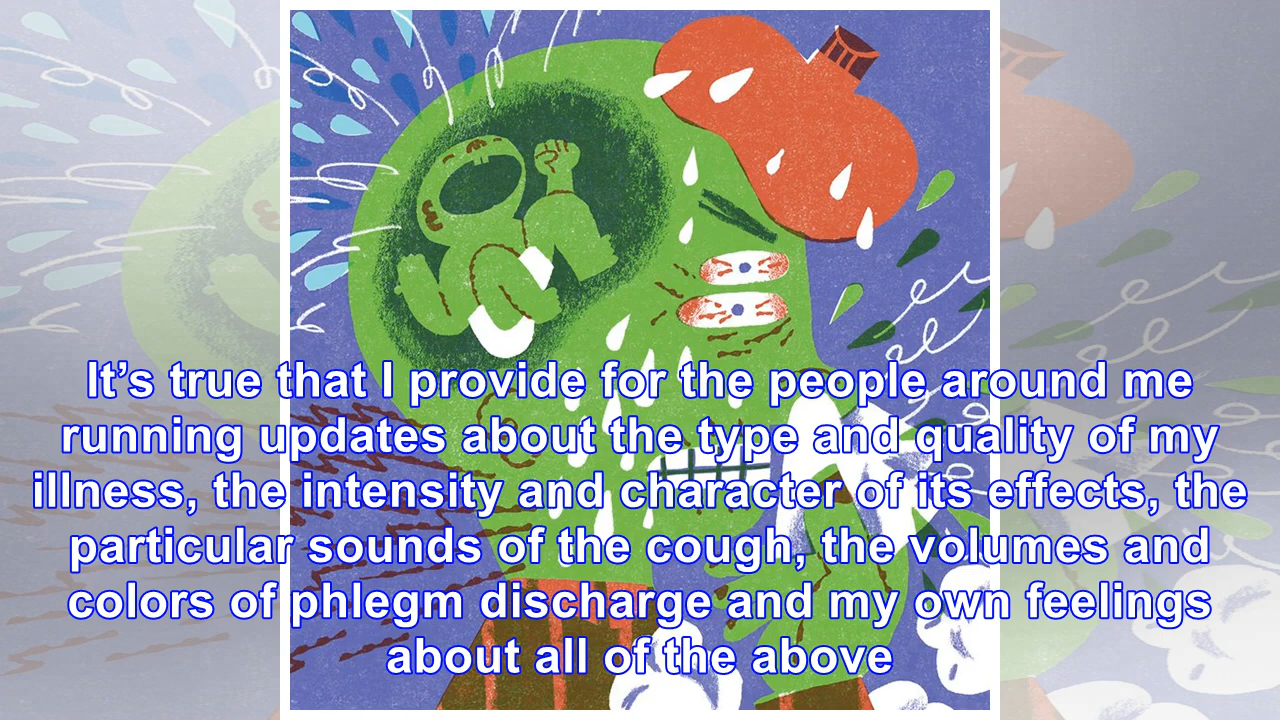 It’s true that I provide for the people around me
running updates about the type and quality of my
illness, the intensity and character of its effects, the
particular sounds of the cough, the volumes and
colors of phlegm discharge and my own feelings
about all of the above